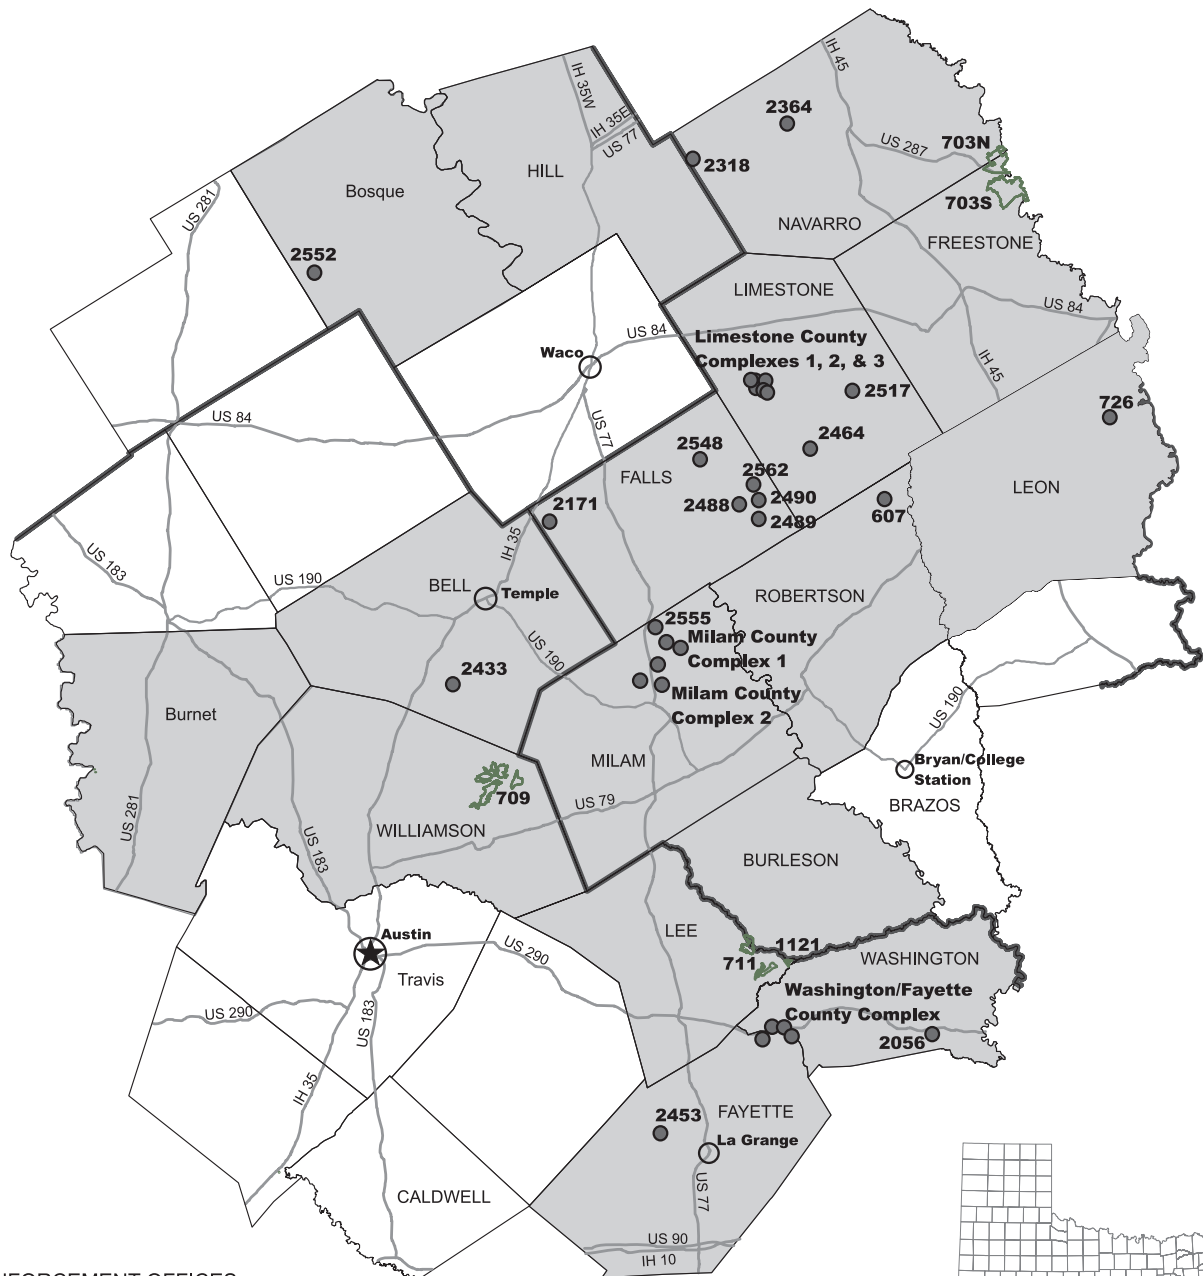 IH 45
2364
IH 35W
IH 35E
US 77
US 287
703N
2318
HILL
Bosque
703S
US 281
NAVARRO
FREESTONE
2552
LIMESTONE
US 84
US 84
Limestone County
Complexes 1, 2, & 3
Waco
IH 45
2517
726
US 84
US 77
2548
2464
FALLS
2562
LEON
2490
2488
2171
2489
607
IH 35
US 183
US 190
BELL
Temple
ROBERTSON
2555
Milam County
Complex 1
US 190
2433
Milam County
Complex 2
Burnet
US 190
MILAM
Bryan/College
Station
709
US 79
BRAZOS
US 281
WILLIAMSON
US 183
BURLESON
LEE
Austin
US 290
1121
711
WASHINGTON
Travis
Washington/Fayette
County Complex
US 290
US 183
2056
IH 35
2453
FAYETTE
La Grange
CALDWELL
US 77
US 90
IH 10